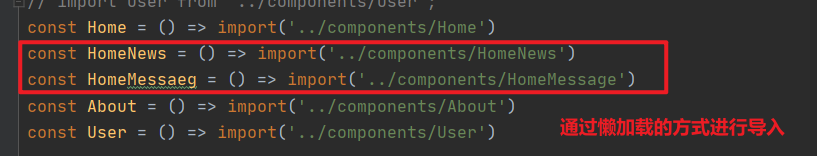 // import User from '../components/User';
const Home = () => import('../components/Home')
const HomeNews = () => import('../components/HomeNews')
const HomeMessaeg = () => import('../components/HomeMessage')
const About = () => import('../components/About')
const User = () => import('../components/User')
通过懒加载的方式进行导入